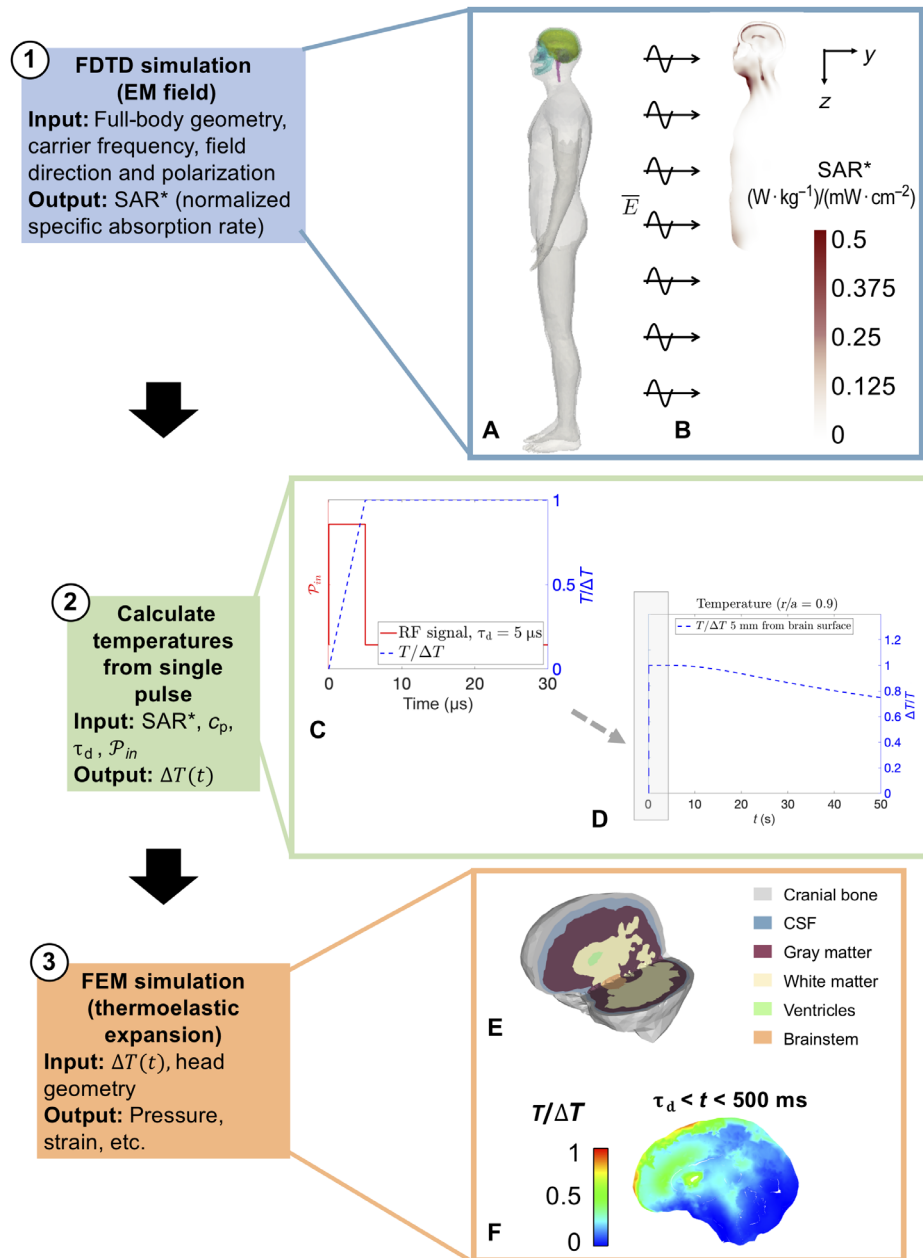 1
FDTD simulation
(EM field)
Input: Full-body geometry,
carrier frequency, field
direction and polarization
Output: SAR* (normalized
specific absorption rate)
A
E̅
B
y
z
SAR*
(W·kg⁻¹)/(mW·cm⁻²)
0.5
0.375
0.25
0.125
0
2
Calculate
temperatures
from single
pulse
Input: SAR*, cₚ,
τd , 𝒫in
Output: ΔT(t)
𝒫in
RF signal, τd = 5 μs
T/ΔT
0 10 20 30
Time (μs)
1
0.5
0
T/ΔT
C
Temperature (r/a = 0.9)
T/ΔT 5 mm from brain surface
1.2
1
0.8
0.6
0.4
0.2
0
ΔT/T
0 10 20 30 40 50
t (s)
D
3
FEM simulation
(thermoelastic
expansion)
Input: ΔT(t), head
geometry
Output: Pressure,
strain, etc.
E
Cranial bone
CSF
Gray matter
White matter
Ventricles
Brainstem
T/ΔT
τd < t < 500 ms
1
0.5
0
F